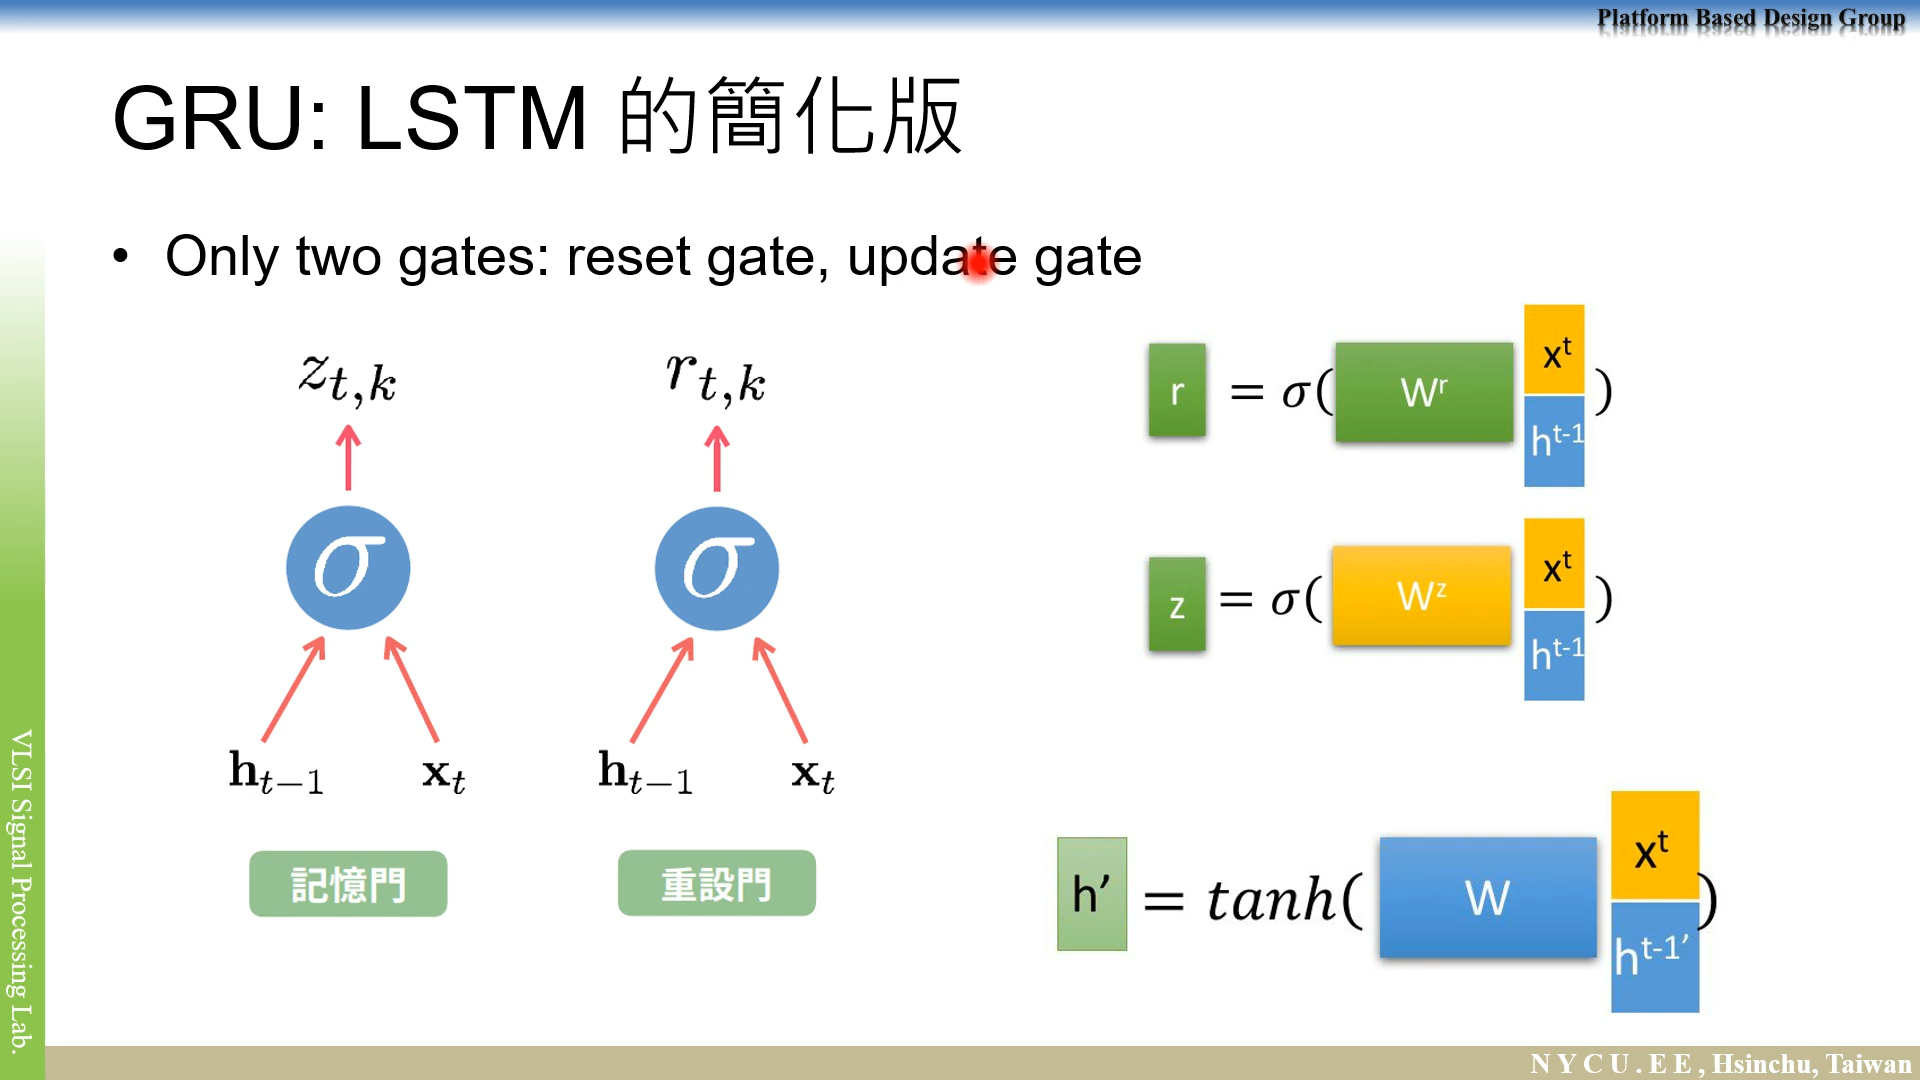 Platform Based Design Group
GRU: LSTM 的簡化版
• Only two gates: reset gate, update gate
z_{t,k}
r_{t,k}
σ
σ
h_{t−1} x_t
h_{t−1} x_t
記憶門
重設門
r = σ( W^r x^t h^{t-1} )
z = σ( W^z x^t h^{t-1} )
h’ = tanh( W x^t h^{t-1’} )
VLSI Signal Processing Lab.
NYCU.EE, Hsinchu, Taiwan